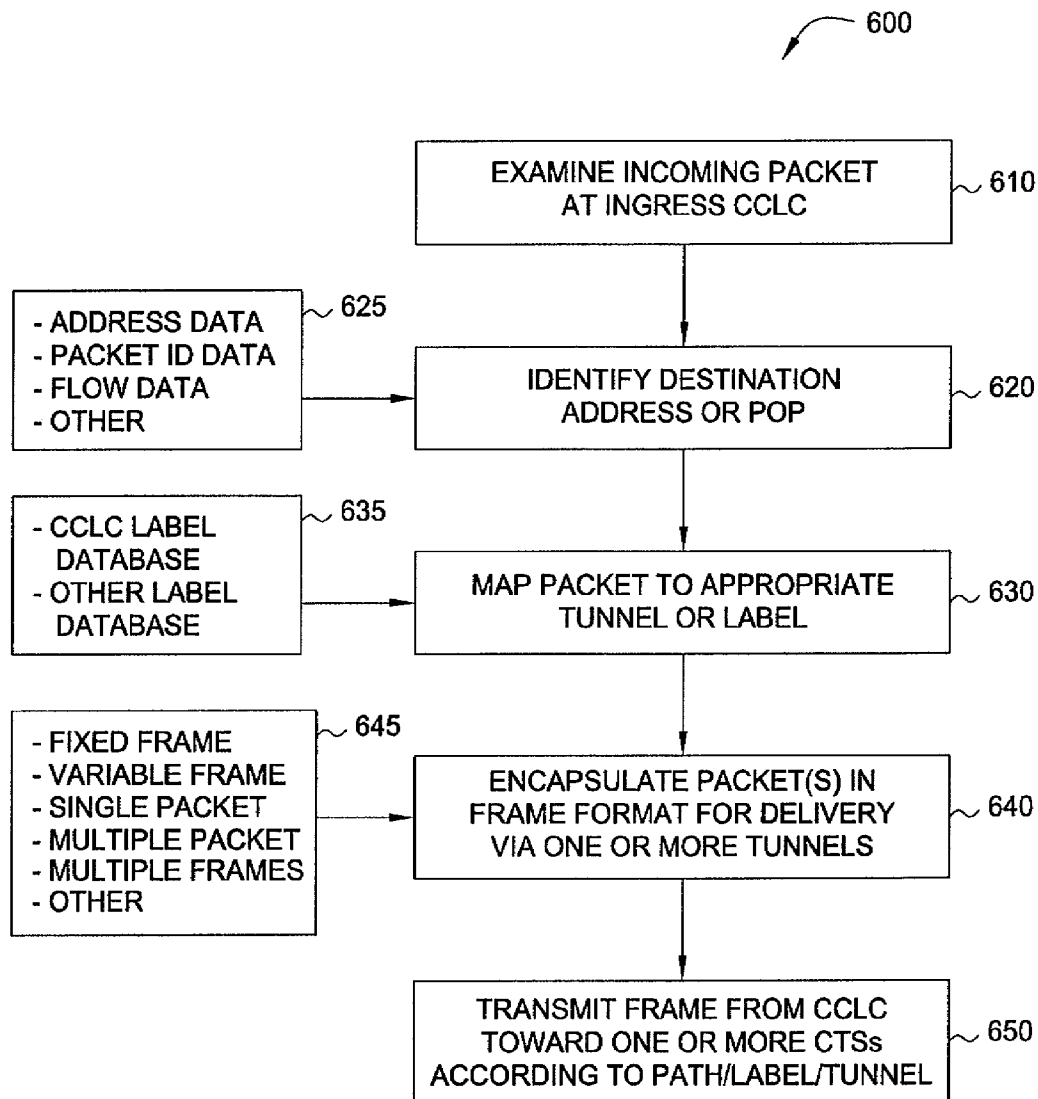 600
EXAMINE INCOMING PACKET
AT INGRESS CCLC
610
- ADDRESS DATA
- PACKET ID DATA
- FLOW DATA
- OTHER
625
IDENTIFY DESTINATION
ADDRESS OR POP
620
- CCLC LABEL
DATABASE
- OTHER LABEL
DATABASE
635
MAP PACKET TO APPROPRIATE
TUNNEL OR LABEL
630
- FIXED FRAME
- VARIABLE FRAME
- SINGLE PACKET
- MULTIPLE PACKET
- MULTIPLE FRAMES
- OTHER
645
ENCAPSULATE PACKET(S) IN
FRAME FORMAT FOR DELIVERY
VIA ONE OR MORE TUNNELS
640
TRANSMIT FRAME FROM CCLC
TOWARD ONE OR MORE CTSs
ACCORDING TO PATH/LABEL/TUNNEL
650